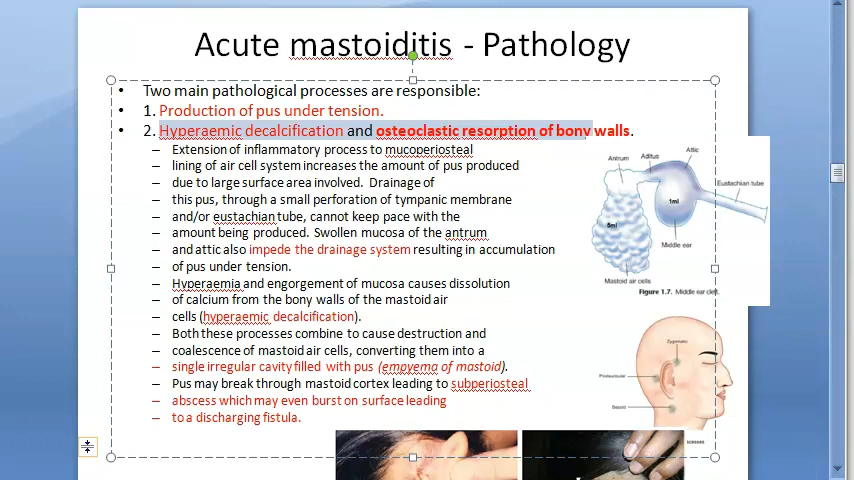 Acute mastoiditis - Pathology
• Two main pathological processes are responsible:
• 1. Production of pus under tension.
• 2. Hyperaemic decalcification and osteoclastic resorption of bony walls.
– Extension of inflammatory process to mucoperiosteal
– lining of air cell system increases the amount of pus produced
– due to large surface area involved. Drainage of
– this pus, through a small perforation of tympanic membrane
– and/or eustachian tube, cannot keep pace with the
– amount being produced. Swollen mucosa of the antrum
– and attic also impede the drainage system resulting in accumulation
– of pus under tension.
– Hyperaemia and engorgement of mucosa causes dissolution
– of calcium from the bony walls of the mastoid air
– cells (hyperaemic decalcification).
– Both these processes combine to cause destruction and
– coalescence of mastoid air cells, converting them into a
– single irregular cavity filled with pus (empyema of mastoid).
– Pus may break through mastoid cortex leading to subperiosteal
– abscess which may even burst on surface leading
– to a discharging fistula.
Antrum
Aditus
Attic
Eustachian tube
1ml
6ml
Middle ear
Mastoid air cells
Figure 1.7. Middle ear cleft.
Zygomatic
Postauricular
Bezold